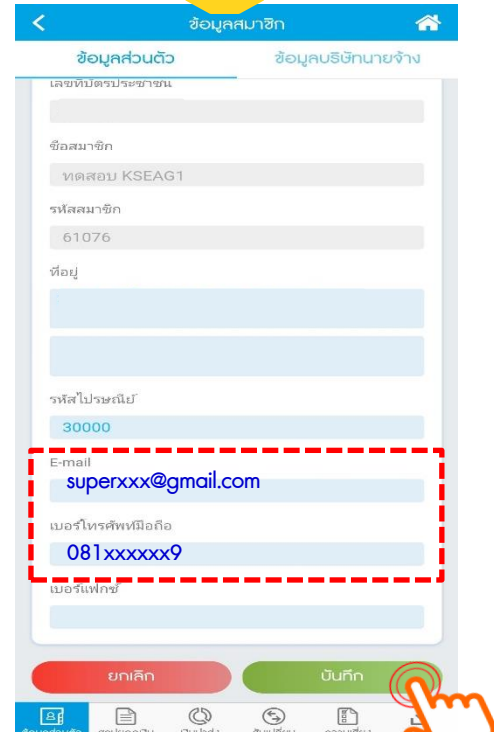 ข้อมูลสมาชิก
ข้อมูลส่วนตัว
ข้อมูลบริษัทนายจ้าง
เลขที่บัตรประชาชน
ชื่อสมาชิก
ทดสอบ KSEAG1
รหัสสมาชิก
61076
ที่อยู่
รหัสไปรษณีย์
30000
E-mail
superxxx@gmail.com
เบอร์โทรศัพท์มือถือ
081xxxxxx9
เบอร์แฟกซ์
ยกเลิก
บันทึก